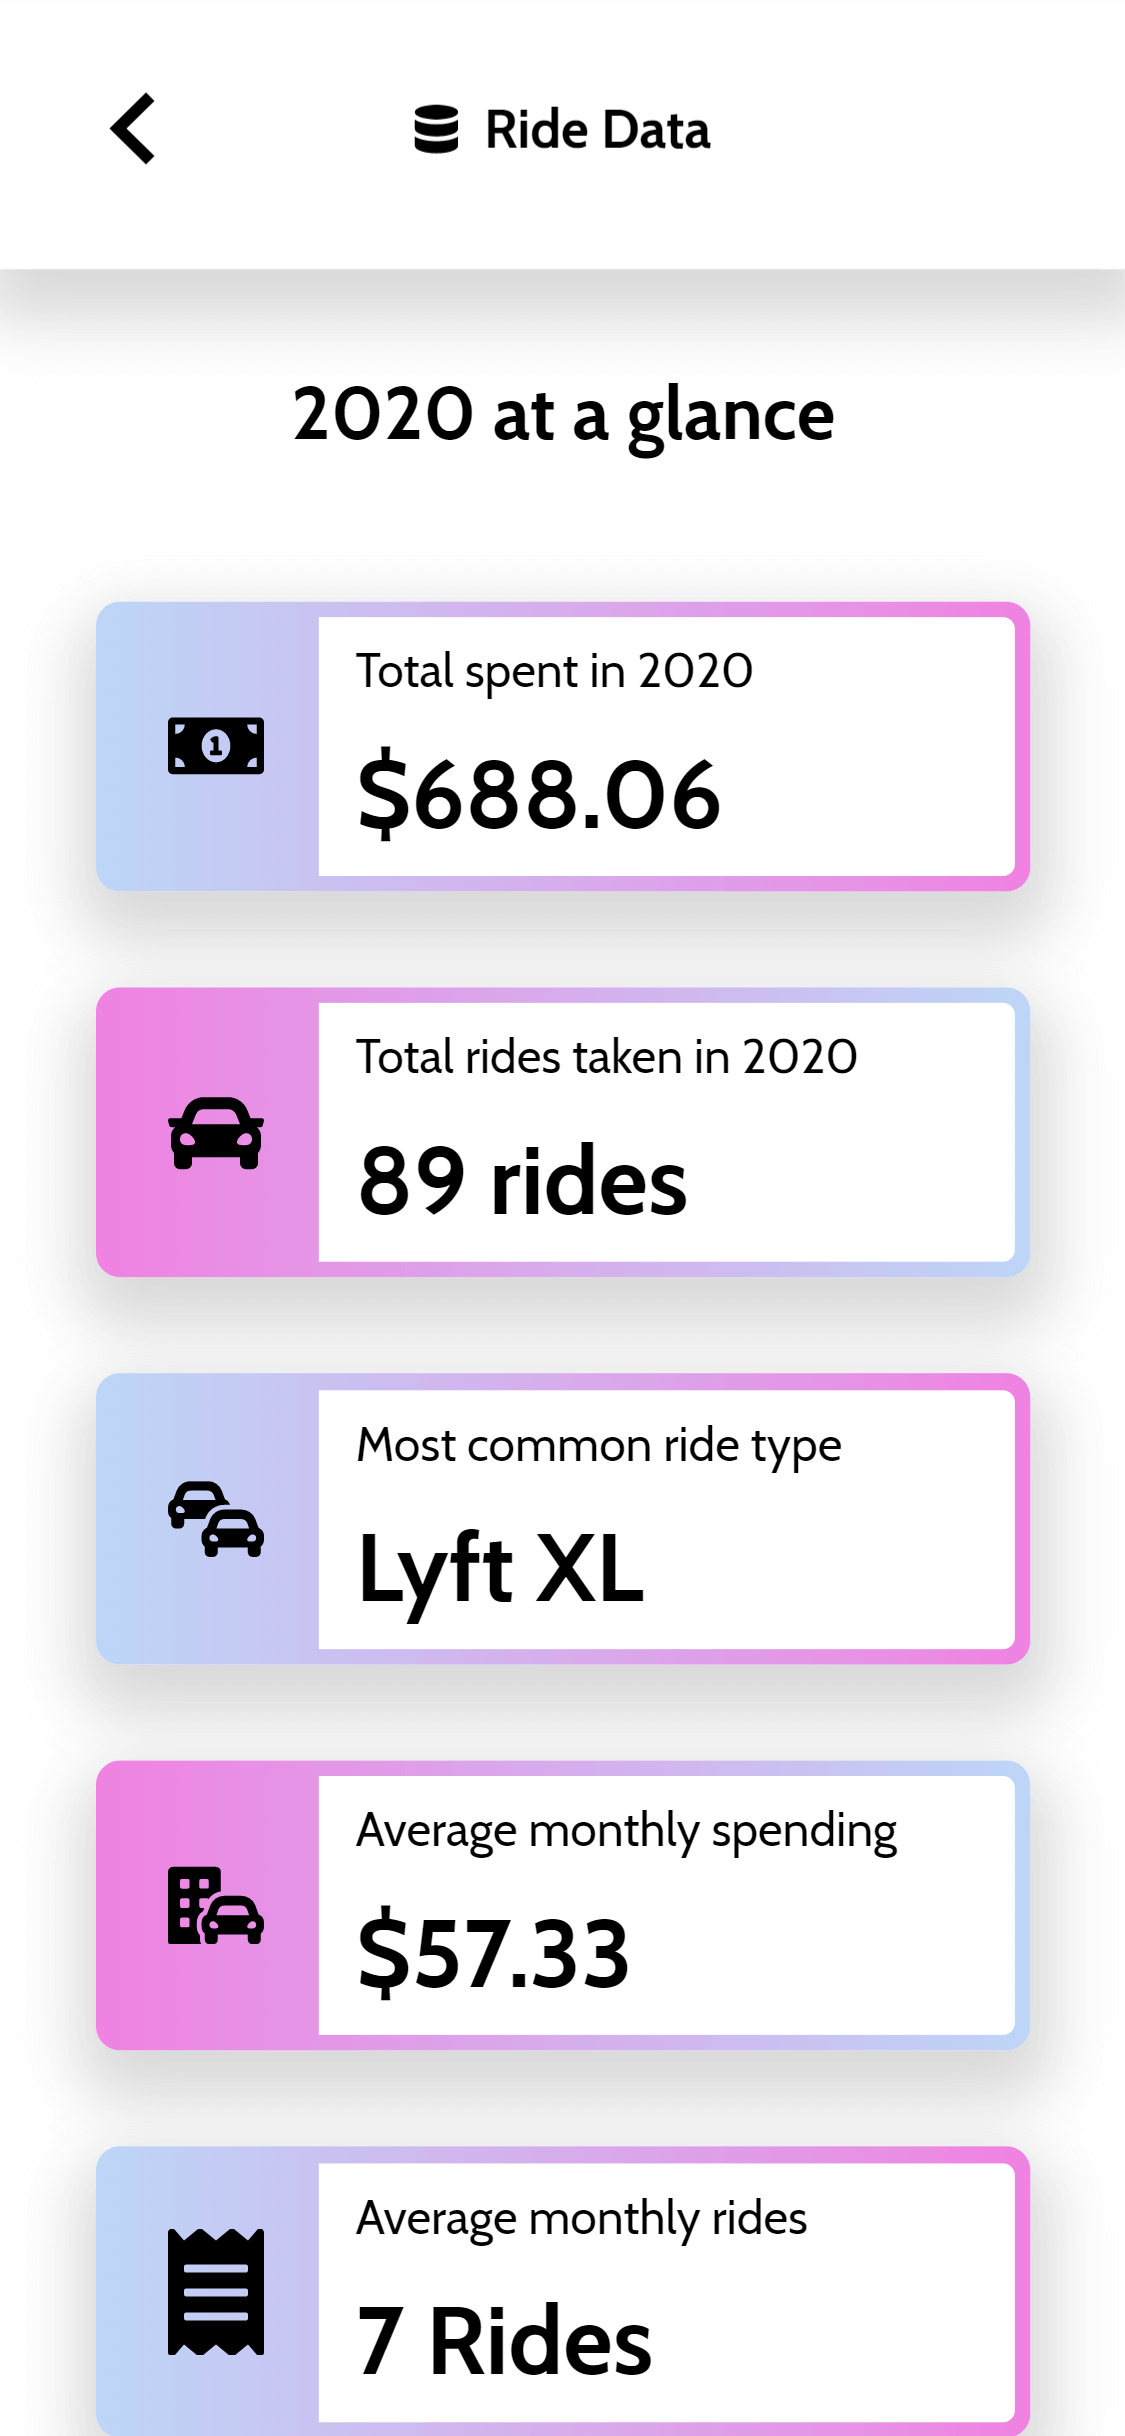 Ride Data
2020 at a glance
Total spent in 2020
$688.06
Total rides taken in 2020
89 rides
Most common ride type
Lyft XL
Average monthly spending
$57.33
Average monthly rides
7 Rides